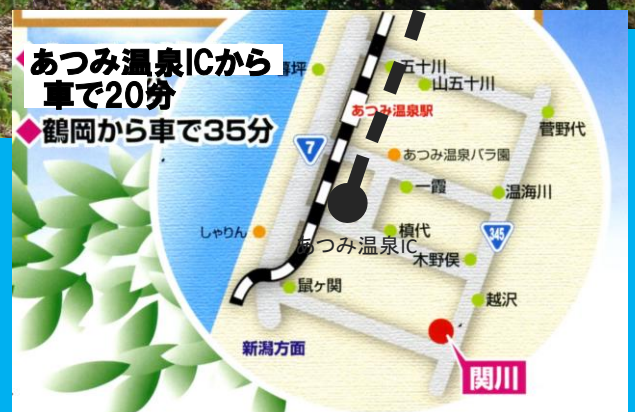 あつみ温泉ICから
車で20分
◆鶴岡から車で35分
五十川
山五十川
あつみ温泉駅
菅野代
7
あつみ温泉バラ園
一霞
温海川
しゃりん
槙代
345
あつみ温泉IC
木野俣
鼠ヶ関
越沢
新潟方面
関川